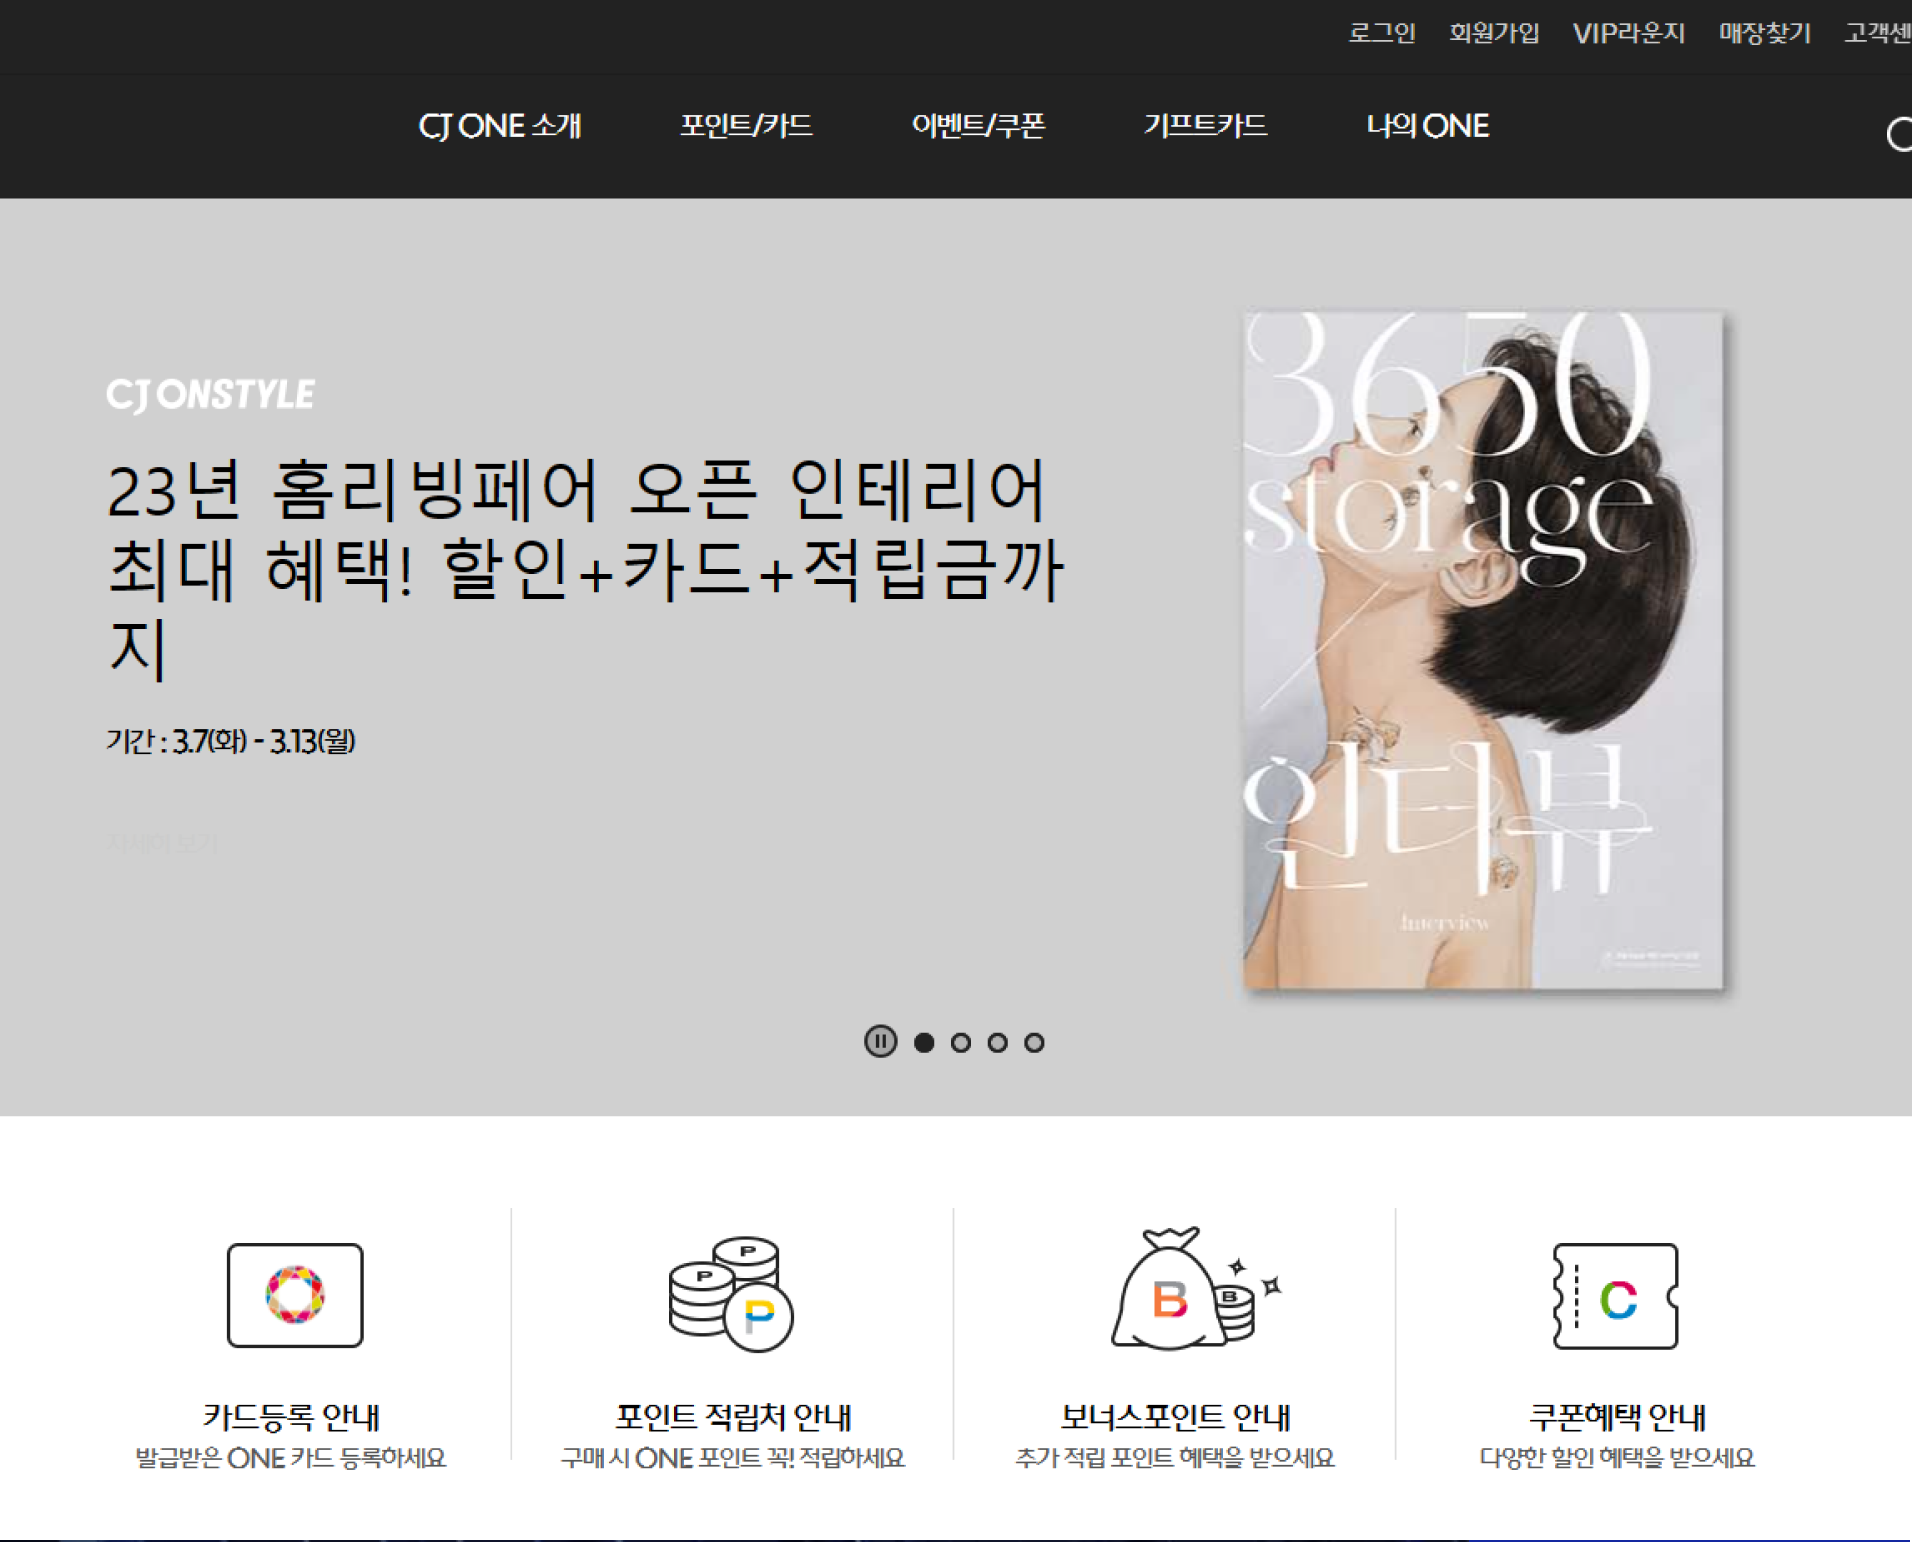 로그인 회원가입 VIP라운지 매장찾기 고객센
CJ ONE 소개 포인트/카드 이벤트/쿠폰 기프트카드 나의 ONE
CJ ONSTYLE
23년 홈리빙페어 오픈 인테리어
최대 혜택! 할인+카드+적립금까
지
기간 : 3.7(화) - 3.13(월)
자세히 보기
3650
storage
인터뷰
Interview
P
P
P
B
B
C
카드등록 안내
발급받은 ONE 카드 등록하세요
포인트 적립처 안내
구매 시 ONE 포인트 꼭! 적립하세요
보너스포인트 안내
추가 적립 포인트 혜택을 받으세요
쿠폰혜택 안내
다양한 할인 혜택을 받으세요